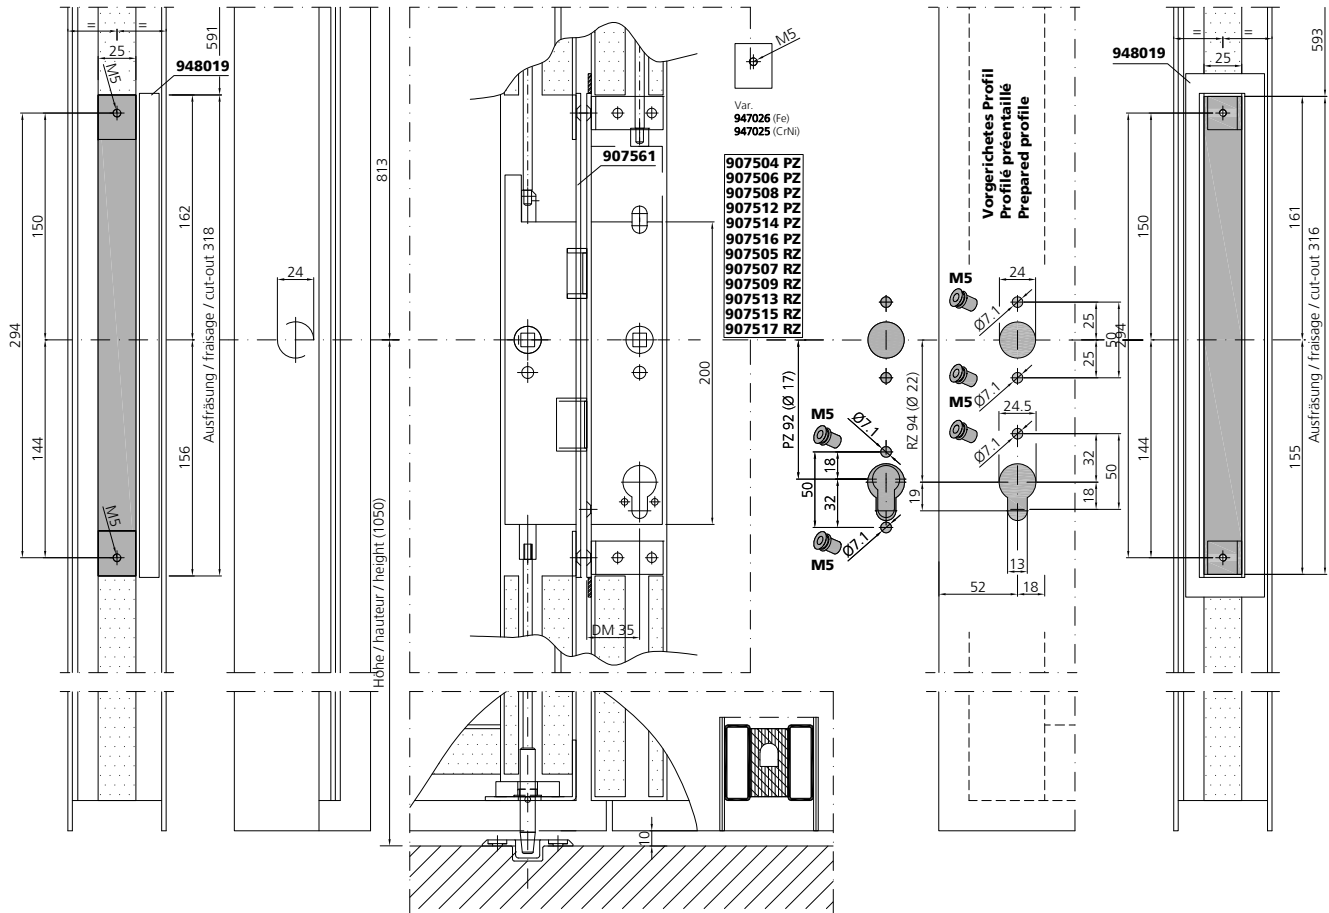 =
=
591
25
M5
948019
150
162
294
Ausfräsung / fraisage / cut-out 318
144
156
M5
813
24
Höhe / hauteur / height (1050)
M5
Var.
947026 (Fe)
947025 (CrNi)
907561
907504 PZ
907506 PZ
907508 PZ
907512 PZ
907514 PZ
907516 PZ
907505 RZ
907507 RZ
907509 RZ
907513 RZ
907515 RZ
907517 RZ
200
DM 35
10
Vorgerichetes Profil
Profilé préentaillé
Prepared profile
M5
24
Ø7.1
25
50
25
M5
Ø7.1
M5
24.5
Ø7.1
PZ 92 (Ø 17)
RZ 94 (Ø 22)
M5
Ø7.1
18
50
32
19
Ø7.1
M5
32
50
18
13
52
18
=
=
593
25
948019
150
161
294
Ausfräsung / fraisage / cut-out 316
144
155